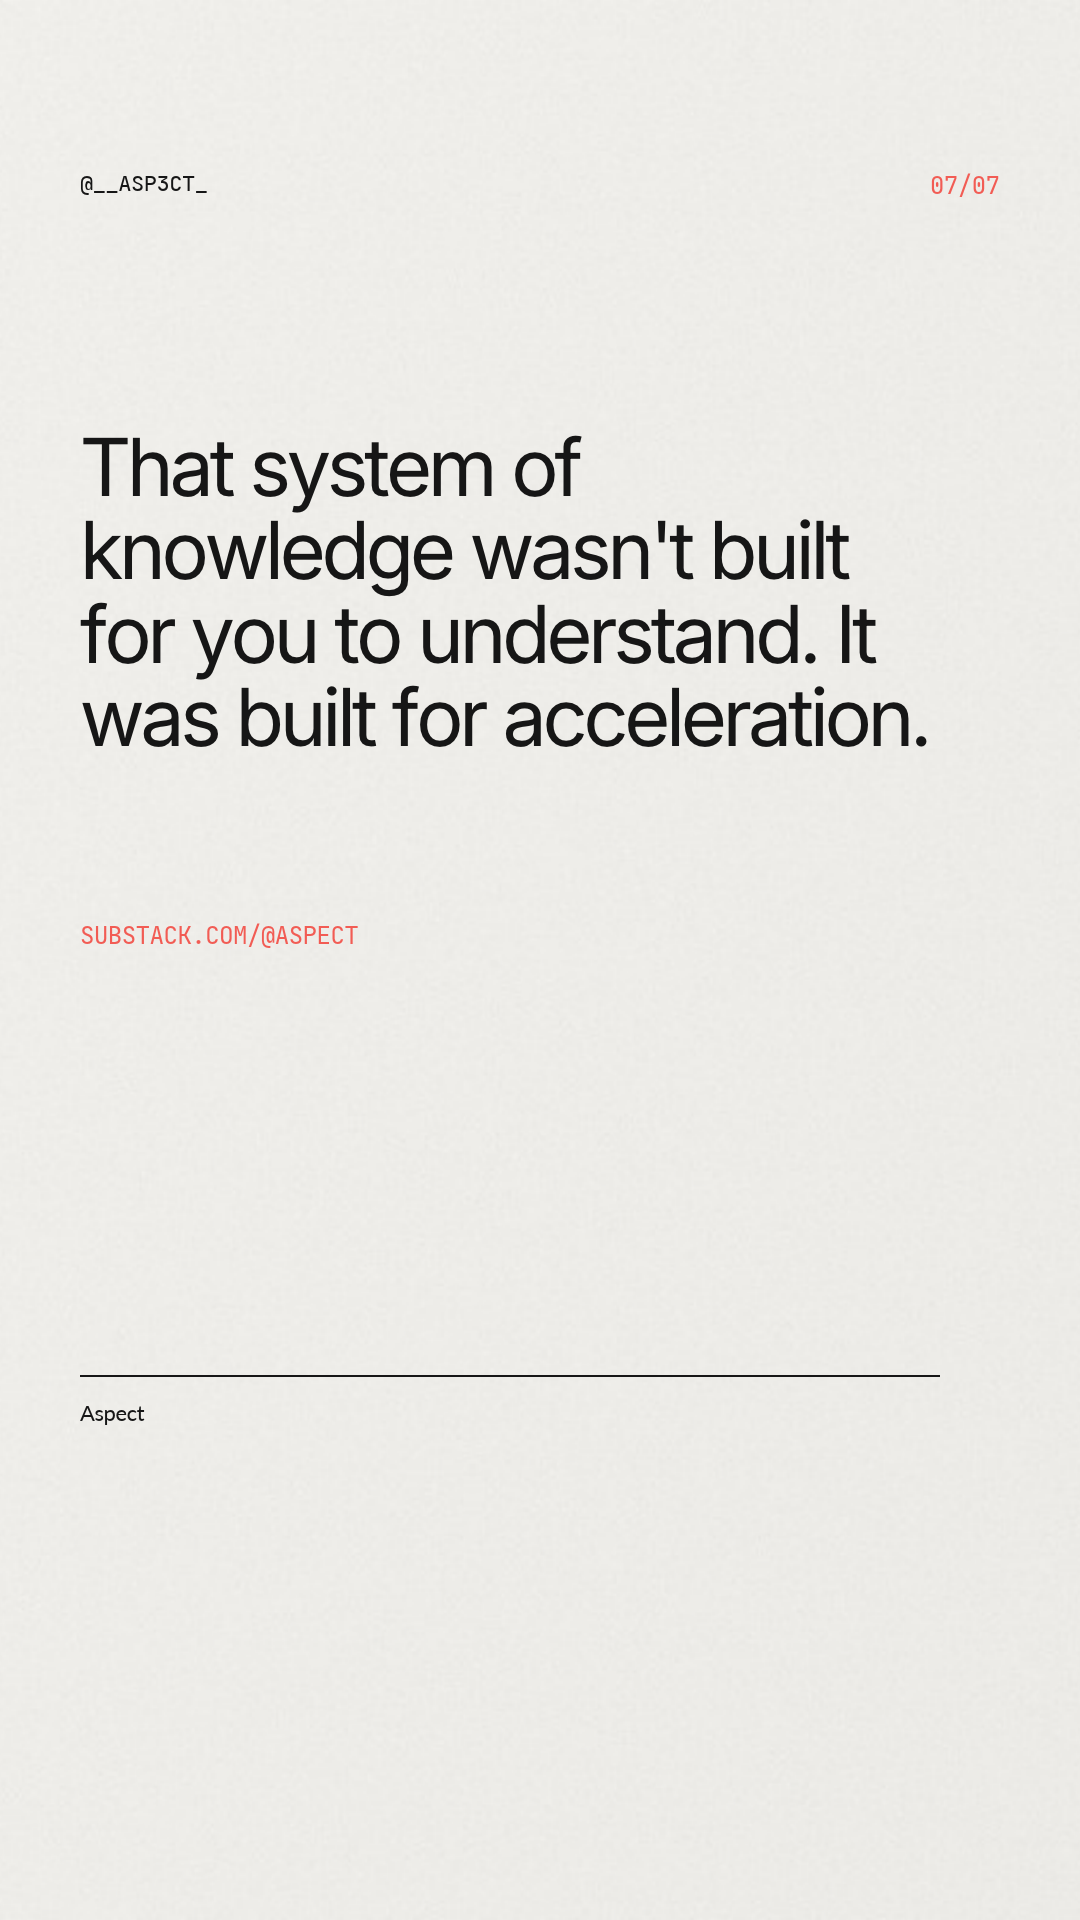 @__ASP3CT_
07/07
That system of
knowledge wasn't built
for you to understand. It
was built for acceleration.
SUBSTACK.COM/@ASPECT
Aspect